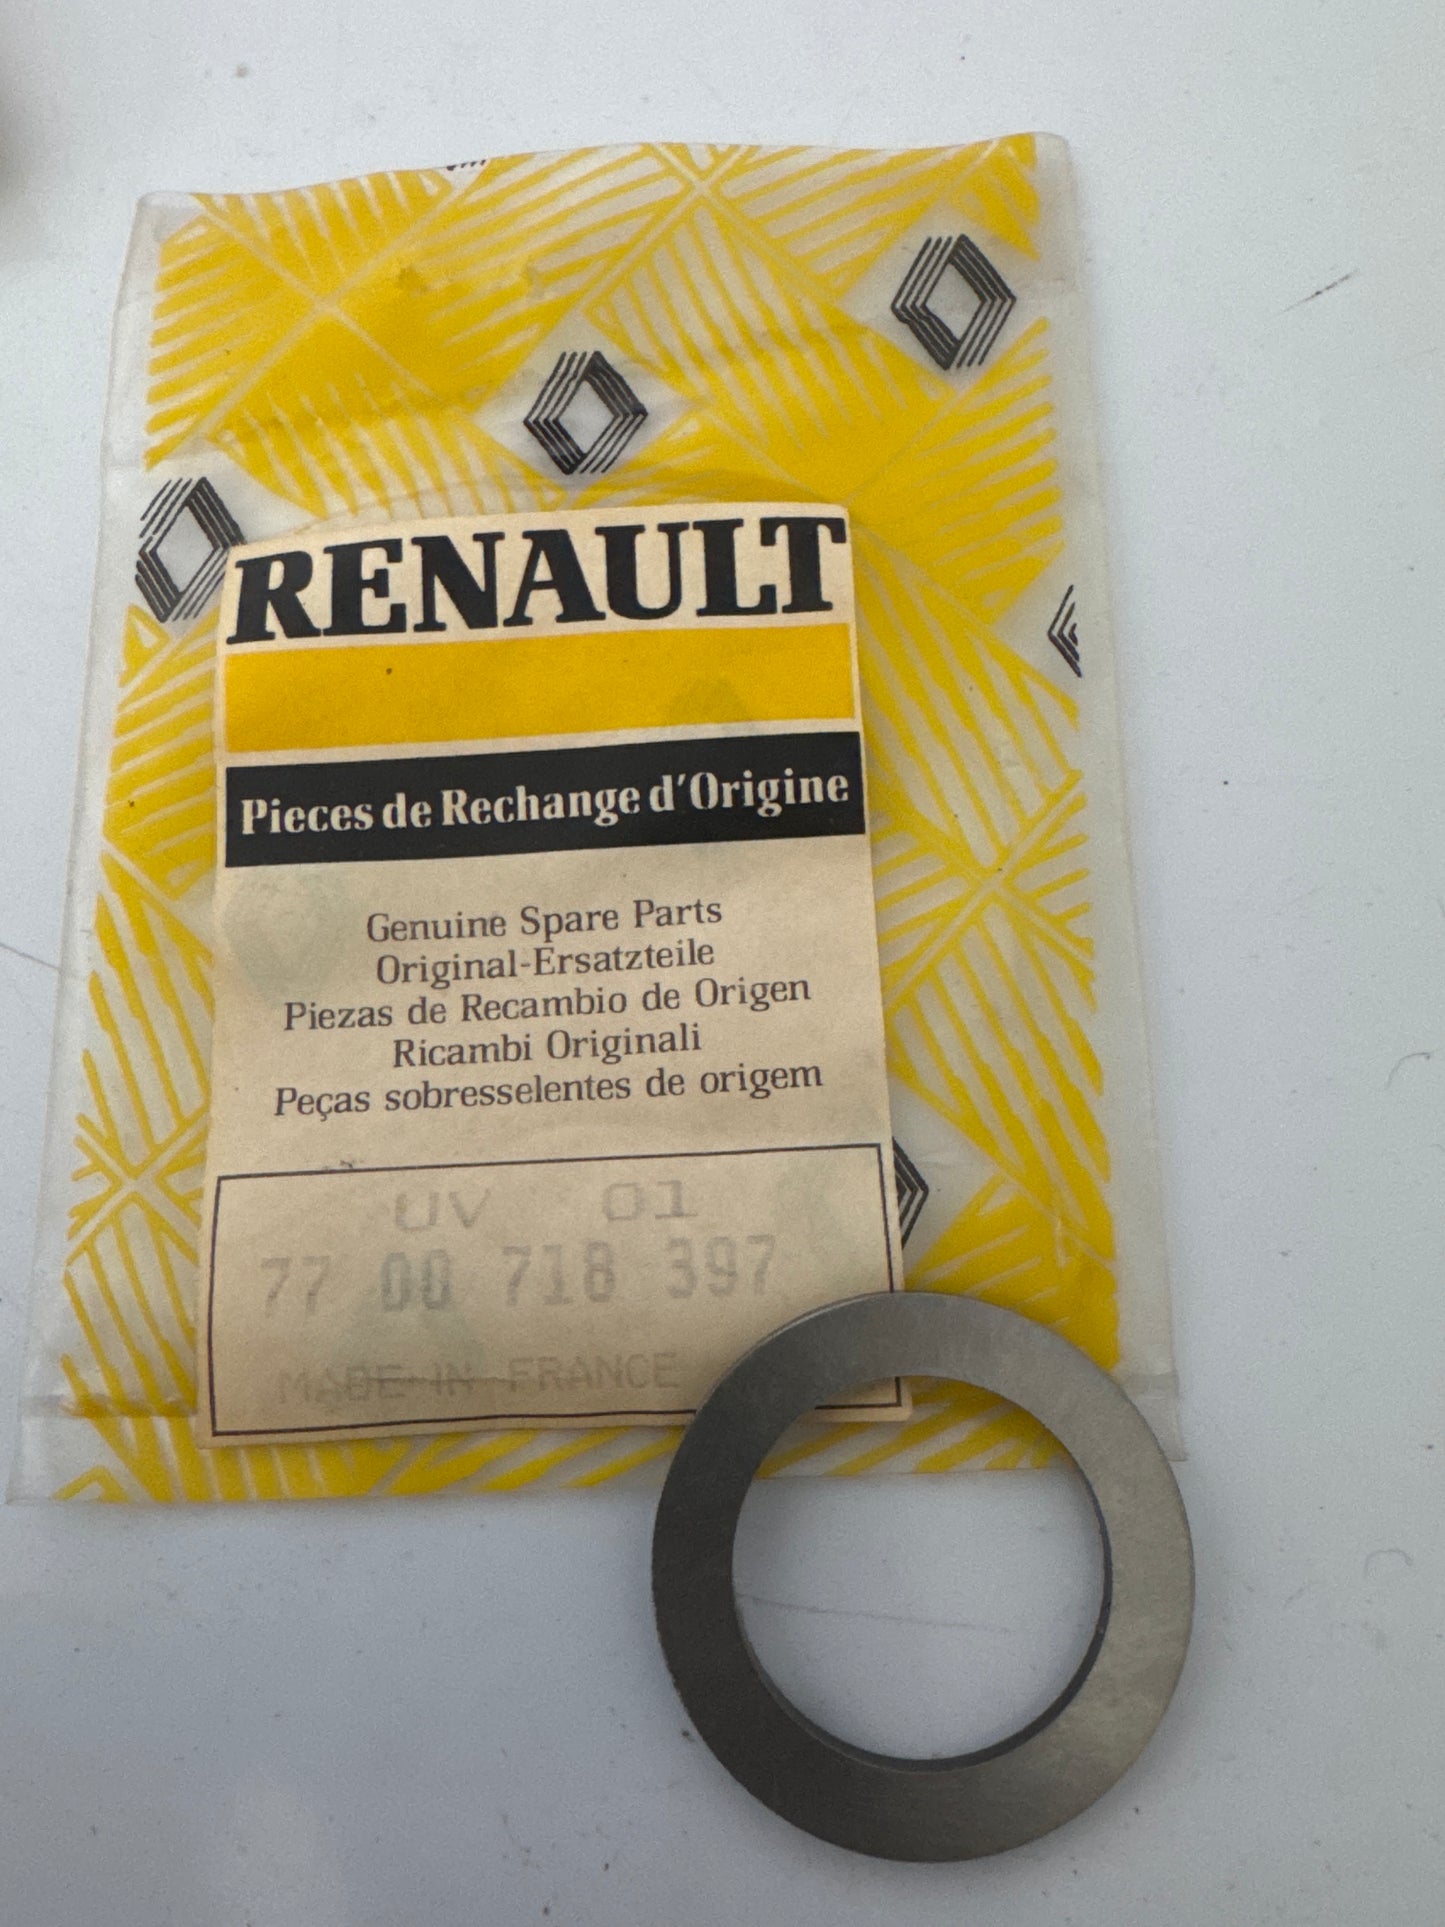 RENAULT
Pieces de Rechange d'Origine
Genuine Spare Parts
Original-Ersatzteile
Piezas de Recambio de Origen
Ricambi Originali
Peças sobresselentes de origem
UV 01
77 00 718 397
MADE IN FRANCE